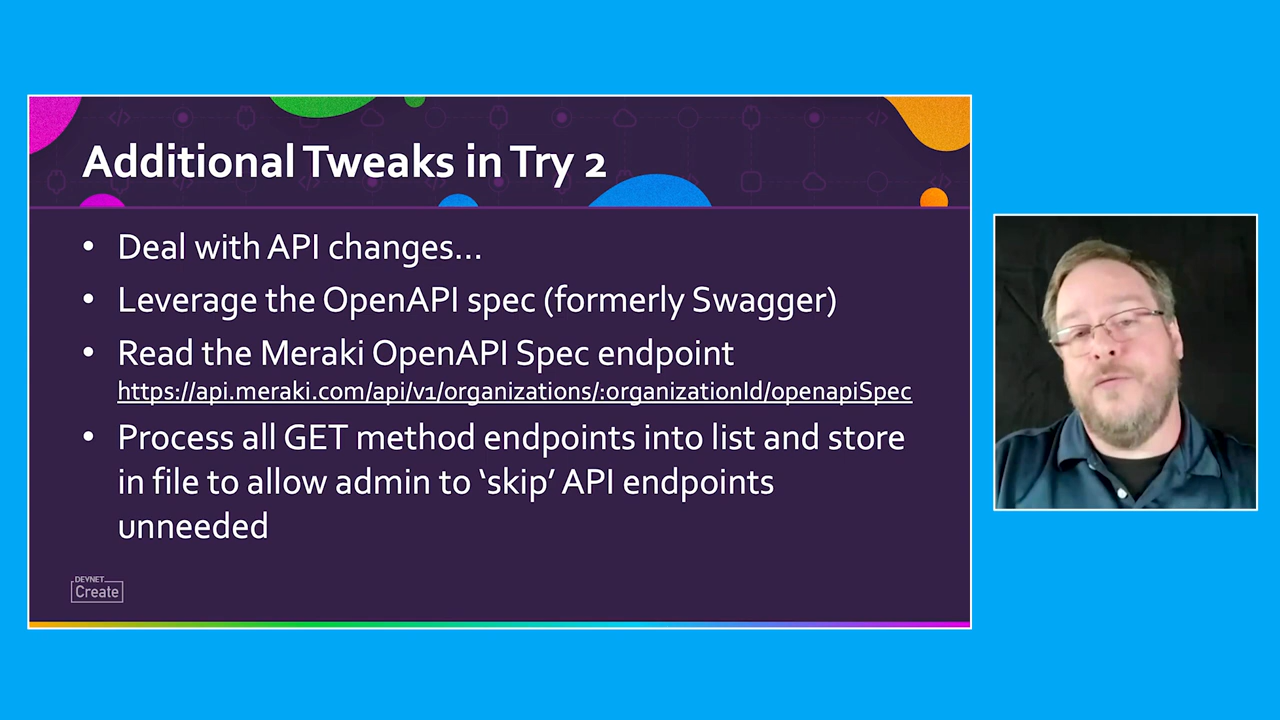 Additional Tweaks in Try 2
• Deal with API changes...
• Leverage the OpenAPI spec (formerly Swagger)
• Read the Meraki OpenAPI Spec endpoint
https://api.meraki.com/api/v1/organizations/:organizationId/openapiSpec
• Process all GET method endpoints into list and store
in file to allow admin to ‘skip’ API endpoints
unneeded
DEVNET
Create